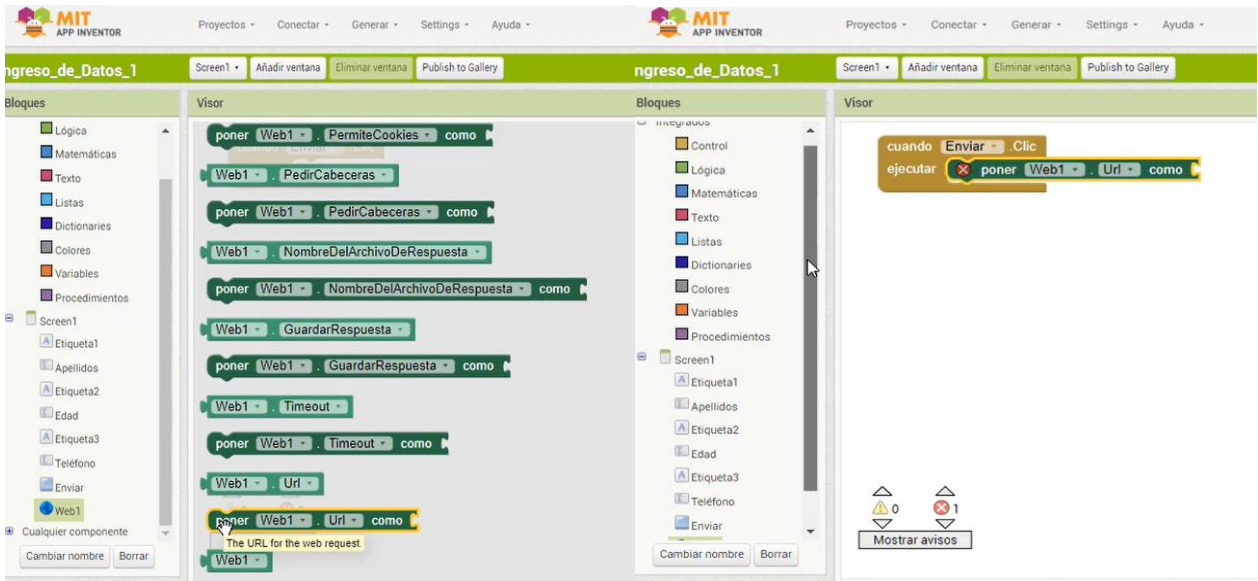 MIT
APP INVENTOR
Proyectos
Conectar
Generar
Settings
Ayuda
ngreso_de_Datos_1
Screen1
Añadir ventana
Eliminar ventana
Publish to Gallery
Bloques
Visor
Lógica
Matemáticas
Texto
Listas
Dictionaries
Colores
Variables
Procedimientos
Screen1
Etiqueta1
Apellidos
Etiqueta2
Edad
Etiqueta3
Teléfono
Enviar
Web1
Cualquier componente
Cambiar nombre
Borrar
poner Web1 . PermiteCookies como
Web1 . PedirCabeceras
poner Web1 . PedirCabeceras como
Web1 . NombreDelArchivoDeRespuesta
poner Web1 . NombreDelArchivoDeRespuesta como
Web1 . GuardarRespuesta
poner Web1 . GuardarRespuesta como
Web1 . Timeout
poner Web1 . Timeout como
Web1 . Url
poner Web1 . Url como
The URL for the web request.
Web1
MIT
APP INVENTOR
Proyectos
Conectar
Generar
Settings
Ayuda
ngreso_de_Datos_1
Screen1
Añadir ventana
Eliminar ventana
Publish to Gallery
Bloques
Visor
Integrados
Control
Lógica
Matemáticas
Texto
Listas
Dictionaries
Colores
Variables
Procedimientos
Screen1
Etiqueta1
Apellidos
Etiqueta2
Edad
Etiqueta3
Teléfono
Enviar
Cambiar nombre
Borrar
cuando Enviar .Clic
ejecutar poner Web1 . Url como
0
1
Mostrar avisos